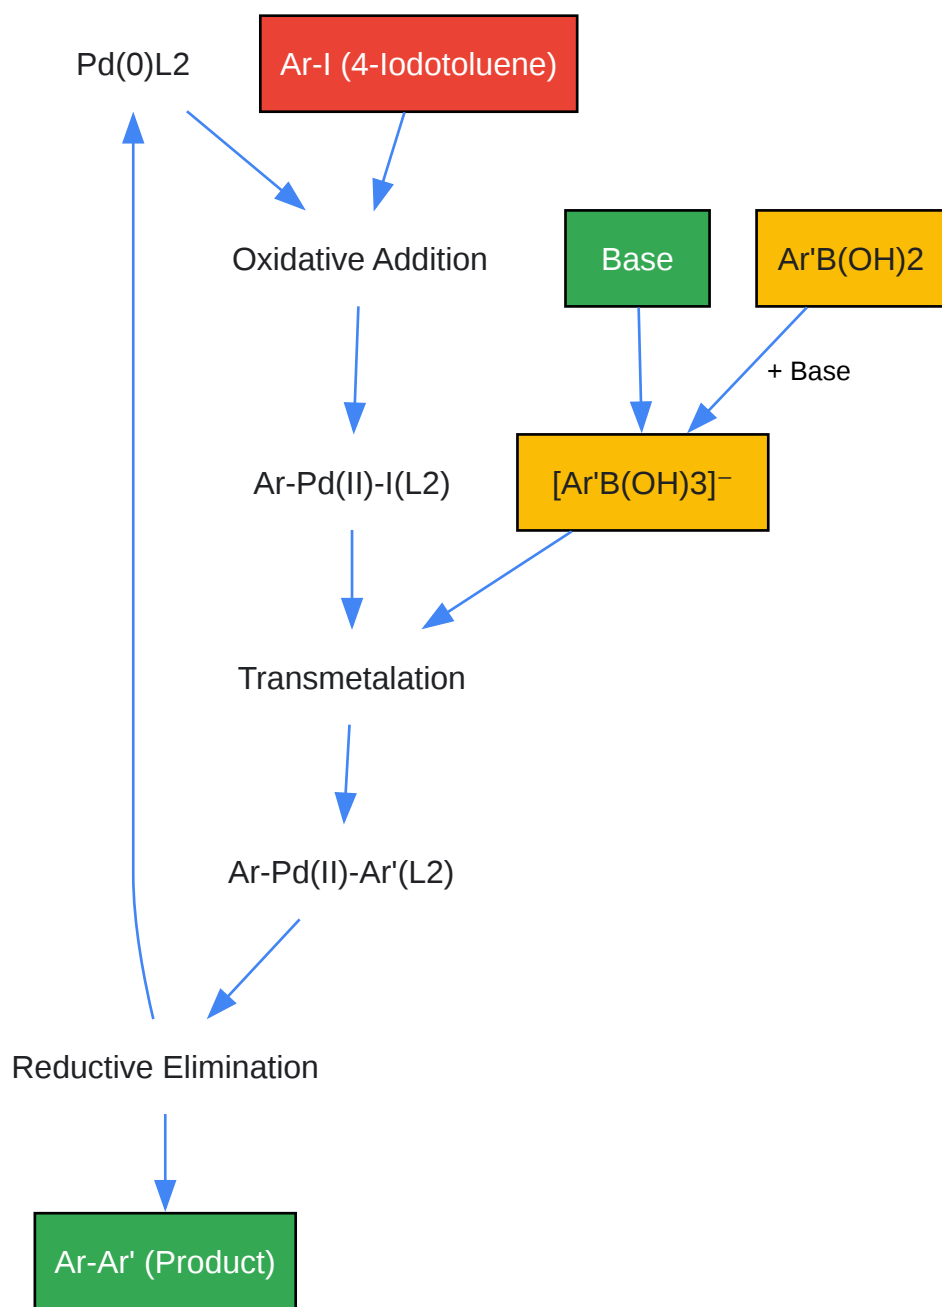 Pd(0)L2
Ar-I (4-Iodotoluene)
Oxidative Addition
Base
Ar'B(OH)2
+ Base
Ar-Pd(II)-I(L2)
[Ar'B(OH)3]⁻
Transmetalation
Ar-Pd(II)-Ar'(L2)
Reductive Elimination
Ar-Ar' (Product)